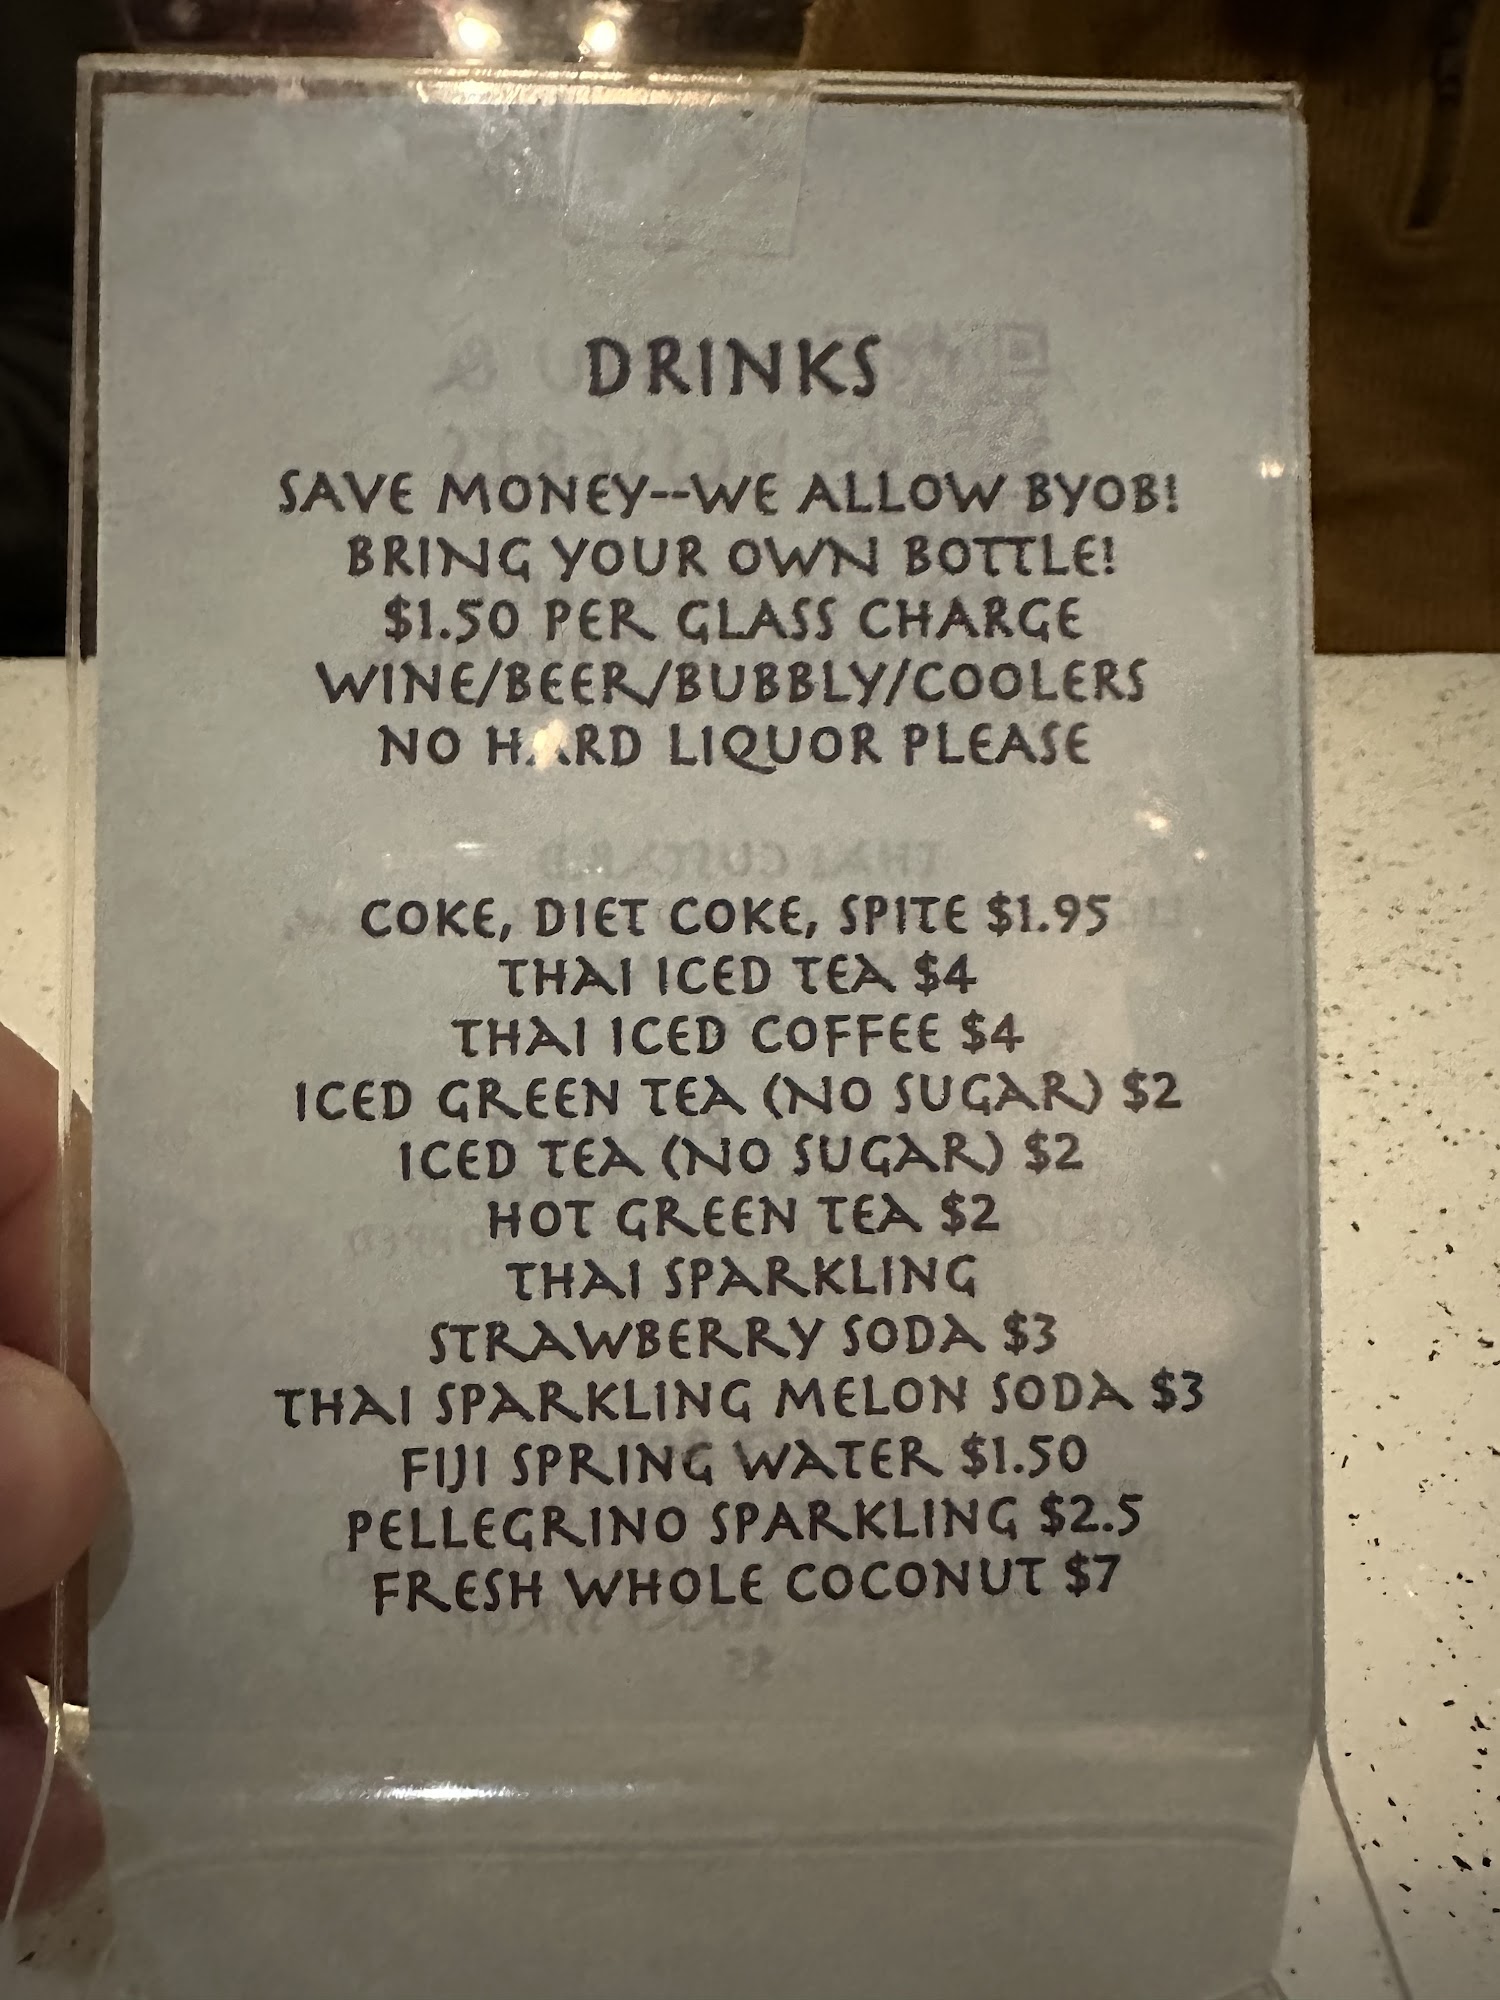 DRINKS
SAVE MONEY--WE ALLOW BYOB!
BRING YOUR OWN BOTTLE!
$1.50 PER GLASS CHARGE
WINE/BEER/BUBBLY/COOLERS
NO HARD LIQUOR PLEASE
COKE, DIET COKE, SPITE $1.95
THAI ICED TEA $4
THAI ICED COFFEE $4
ICED GREEN TEA (NO SUGAR) $2
ICED TEA (NO SUGAR) $2
HOT GREEN TEA $2
THAI SPARKLING
STRAWBERRY SODA $3
THAI SPARKLING MELON SODA $3
FIJI SPRING WATER $1.50
PELLEGRINO SPARKLING $2.5
FRESH WHOLE COCONUT $7